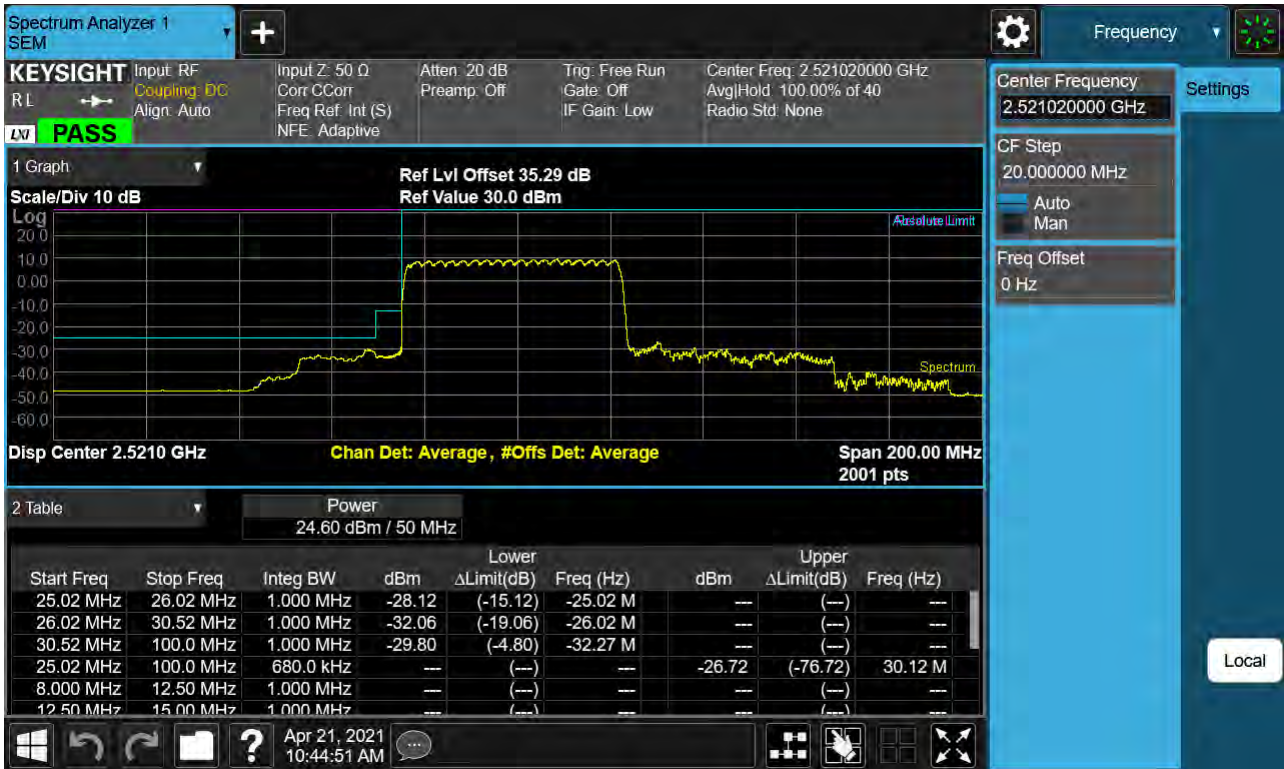 Spectrum Analyzer 1
SEM
Frequency
KEYSIGHT
RL
LXI
PASS
Input: RF
Coupling: DC
Align: Auto
Input Z: 50 Ω
Corr CCorr
Freq Ref: Int (S)
NFE: Adaptive
Atten: 20 dB
Preamp: Off
Trig: Free Run
Gate: Off
IF Gain: Low
Center Freq: 2.521020000 GHz
Avg|Hold: 100.00% of 40
Radio Std: None
Center Frequency
2.521020000 GHz
Settings
CF Step
20.000000 MHz
Auto
Man
Freq Offset
0 Hz
Local
1 Graph
Scale/Div 10 dB
Ref Lvl Offset 35.29 dB
Ref Value 30.0 dBm
Log
20.0
10.0
0.00
-10.0
-20.0
-30.0
-40.0
-50.0
-60.0
Limit
Spectrum
Disp Center 2.5210 GHz
Chan Det: Average, #Offs Det: Average
Span 200.00 MHz
2001 pts
2 Table
Power
24.60 dBm / 50 MHz
Lower Upper
Start Freq Stop Freq Integ BW dBm ΔLimit(dB) Freq (Hz) dBm ΔLimit(dB) Freq (Hz)
25.02 MHz 26.02 MHz 1.000 MHz -28.12 (-15.12) -25.02 M --- (---) ---
26.02 MHz 30.52 MHz 1.000 MHz -32.06 (-19.06) -26.02 M --- (---) ---
30.52 MHz 100.0 MHz 1.000 MHz -29.80 (-4.80) -32.27 M --- (---) ---
25.02 MHz 100.0 MHz 680.0 kHz --- (---) --- -26.72 (-76.72) 30.12 M
8.000 MHz 12.50 MHz 1.000 MHz --- (---) --- --- (---) ---
12.50 MHz 15.00 MHz 1.000 MHz --- (---) --- --- (---) ---
?
Apr 21, 2021
10:44:51 AM